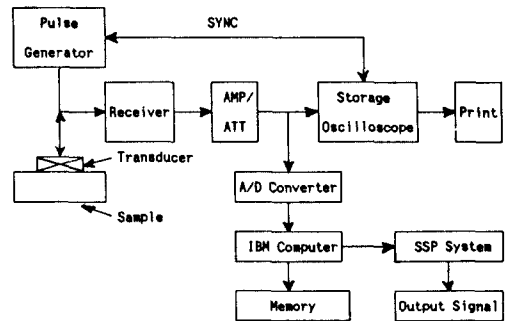 Pulse
Generator
SYNC
Receiver
AMP/
ATT
Storage
Oscilloscope
Print
Transducer
Sample
A/D Converter
IBM Computer
SSP System
Memory
Output Signal